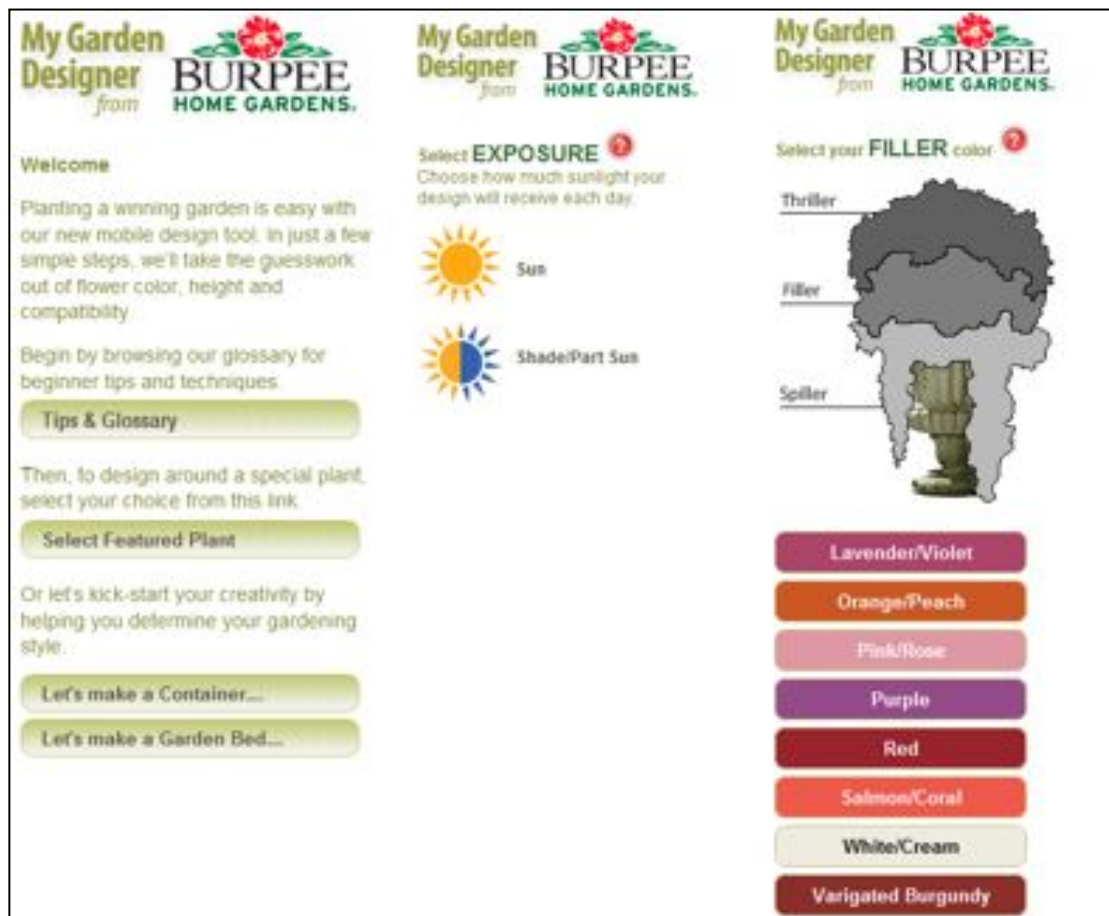 My Garden
Designer
from
BURPEE
HOME GARDENS.
Welcome
Planting a winning garden is easy with
our new mobile design tool. In just a few
simple steps, we'll take the guesswork
out of flower color, height and
compatibility
Begin by browsing our glossary for
beginner tips and techniques.
Tips & Glossary
Then, to design around a special plant,
select your choice from this link.
Select Featured Plant
Or let's kick-start your creativity by
helping you determine your gardening
style.
Let's make a Container...
Let's make a Garden Bed...
My Garden
Designer
from
BURPEE
HOME GARDENS.
Select EXPOSURE ?
Choose how much sunlight your
design will receive each day.
Sun
Shade/Part Sun
My Garden
Designer
from
BURPEE
HOME GARDENS.
Select your FILLER color ?
Thriller
Filler
Spiller
Lavender/Violet
Orange/Peach
Pink/Rose
Purple
Red
Salmon/Coral
White/Cream
Varigated Burgundy